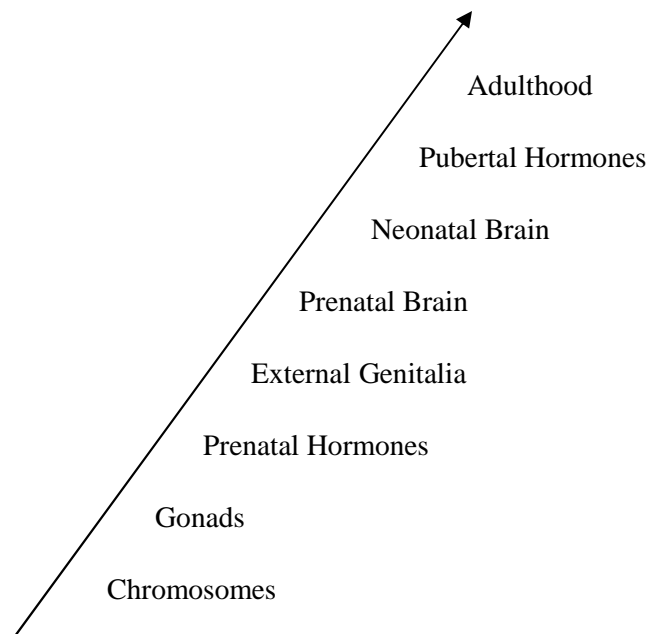 Adulthood
Pubertal Hormones
Neonatal Brain
Prenatal Brain
External Genitalia
Prenatal Hormones
Gonads
Chromosomes